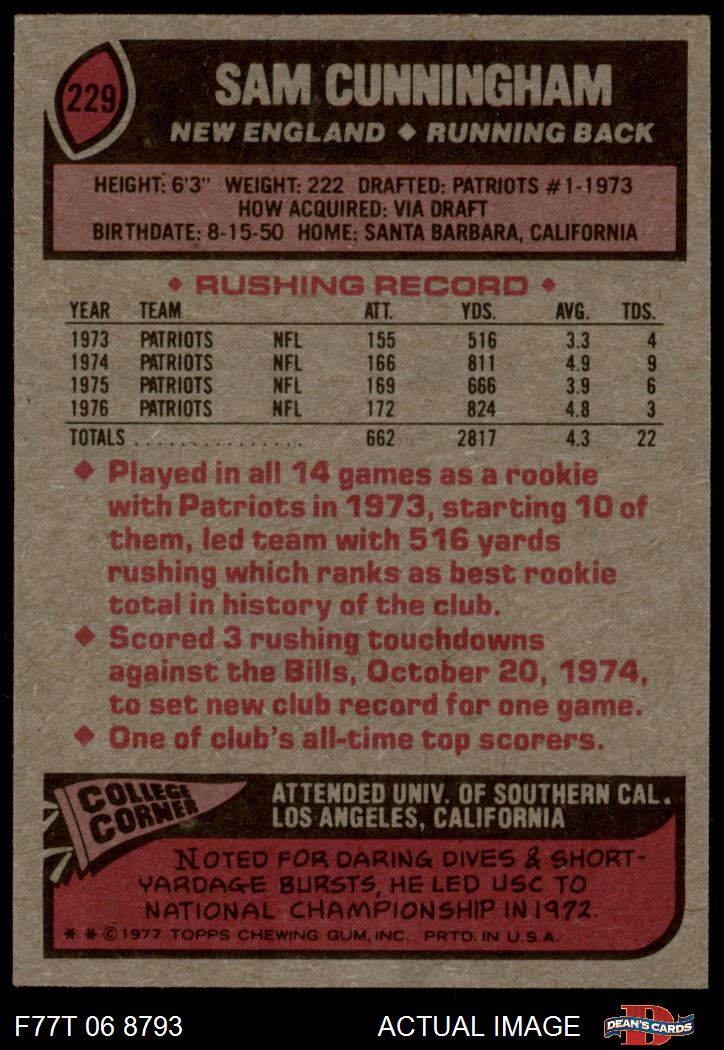 229
SAM CUNNINGHAM
NEW ENGLAND ◆ RUNNING BACK
HEIGHT: 6'3" WEIGHT: 222 DRAFTED: PATRIOTS #1-1973
HOW ACQUIRED: VIA DRAFT
BIRTHDATE: 8-15-50 HOME: SANTA BARBARA, CALIFORNIA
◆ RUSHING RECORD ◆
YEAR TEAM ATT. YDS. AVG. TDS.
1973 PATRIOTS NFL 155 516 3.3 4
1974 PATRIOTS NFL 166 811 4.9 9
1975 PATRIOTS NFL 169 666 3.9 6
1976 PATRIOTS NFL 172 824 4.8 3
TOTALS . . . . . . . . . . . . . . . 662 2817 4.3 22
◆ Played in all 14 games as a rookie
with Patriots in 1973, starting 10 of
them, led team with 516 yards
rushing which ranks as best rookie
total in history of the club.
◆ Scored 3 rushing touchdowns
against the Bills, October 20, 1974,
to set new club record for one game.
◆ One of club's all-time top scorers.
COLLEGE
CORNER
ATTENDED UNIV. OF SOUTHERN CAL.
LOS ANGELES, CALIFORNIA
NOTED FOR DARING DIVES & SHORT-
YARDAGE BURSTS, HE LED USC TO
NATIONAL CHAMPIONSHIP IN 1972.
* * © 1977 TOPPS CHEWING GUM, INC. PRTD. IN U.S.A.
F77T 06 8793 ACTUAL IMAGE
D
DEAN'S CARDS